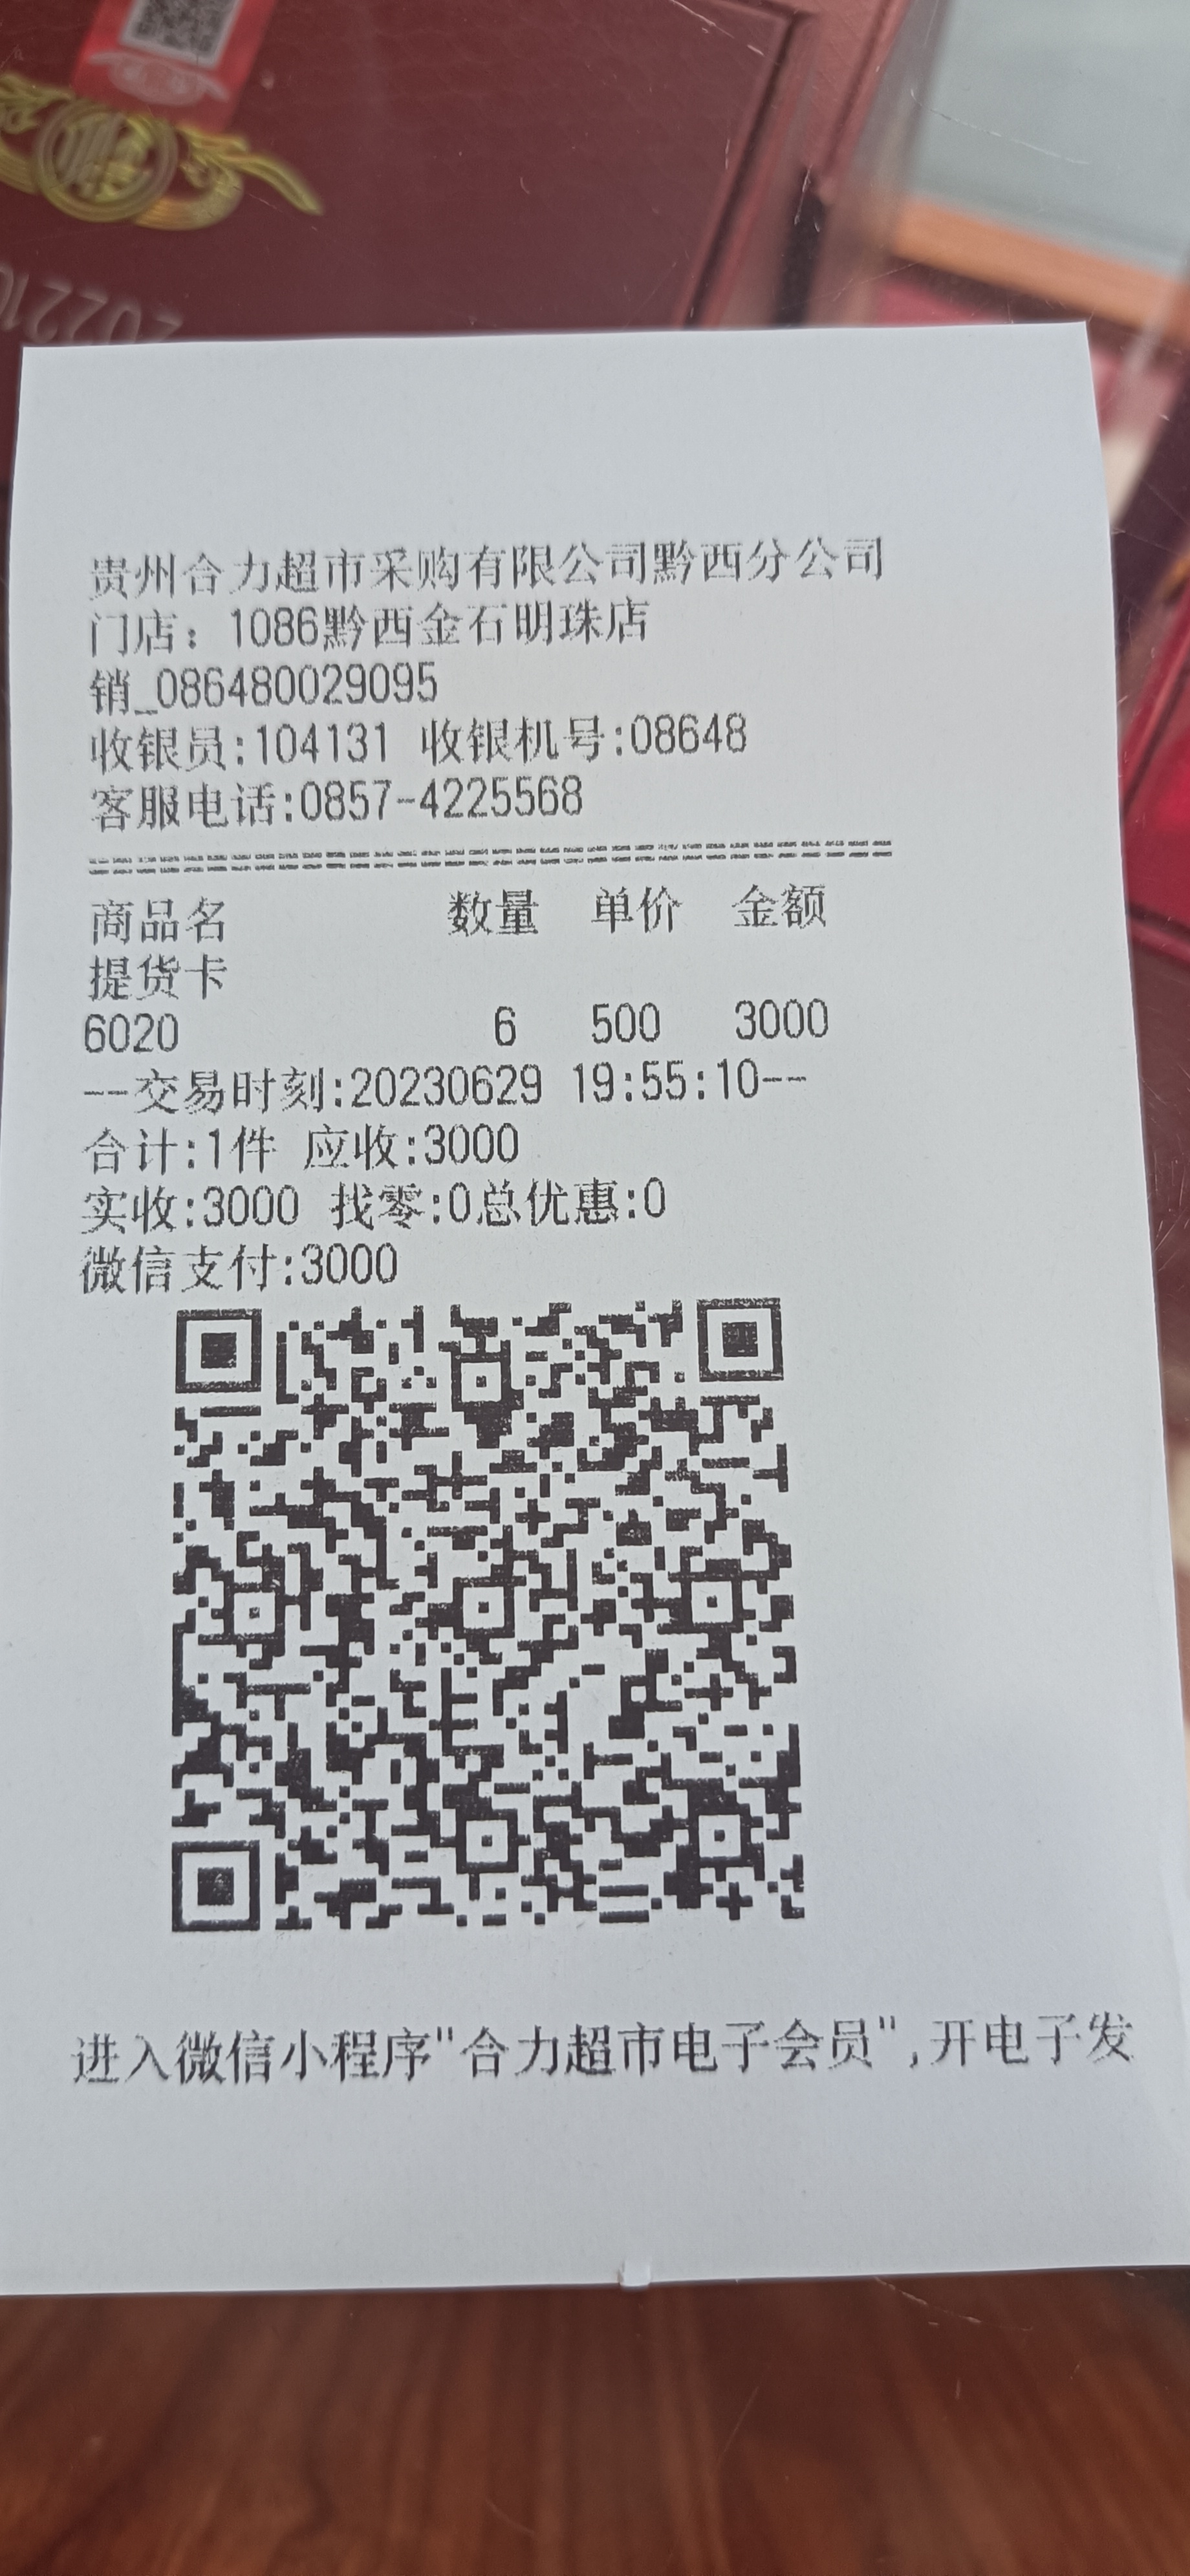 贵州合力超市采购有限公司黔西分公司
门店：1086黔西金石明珠店
销_086480029095
收银员:104131 收银机号:08648
客服电话:0857-4225568
商品名 数量 单价 金额
提货卡
6020 6 500 3000
--交易时刻:20230629 19:55:10--
合计:1件 应收:3000
实收:3000 找零:0总优惠:0
微信支付:3000
进入微信小程序"合力超市电子会员",开电子发